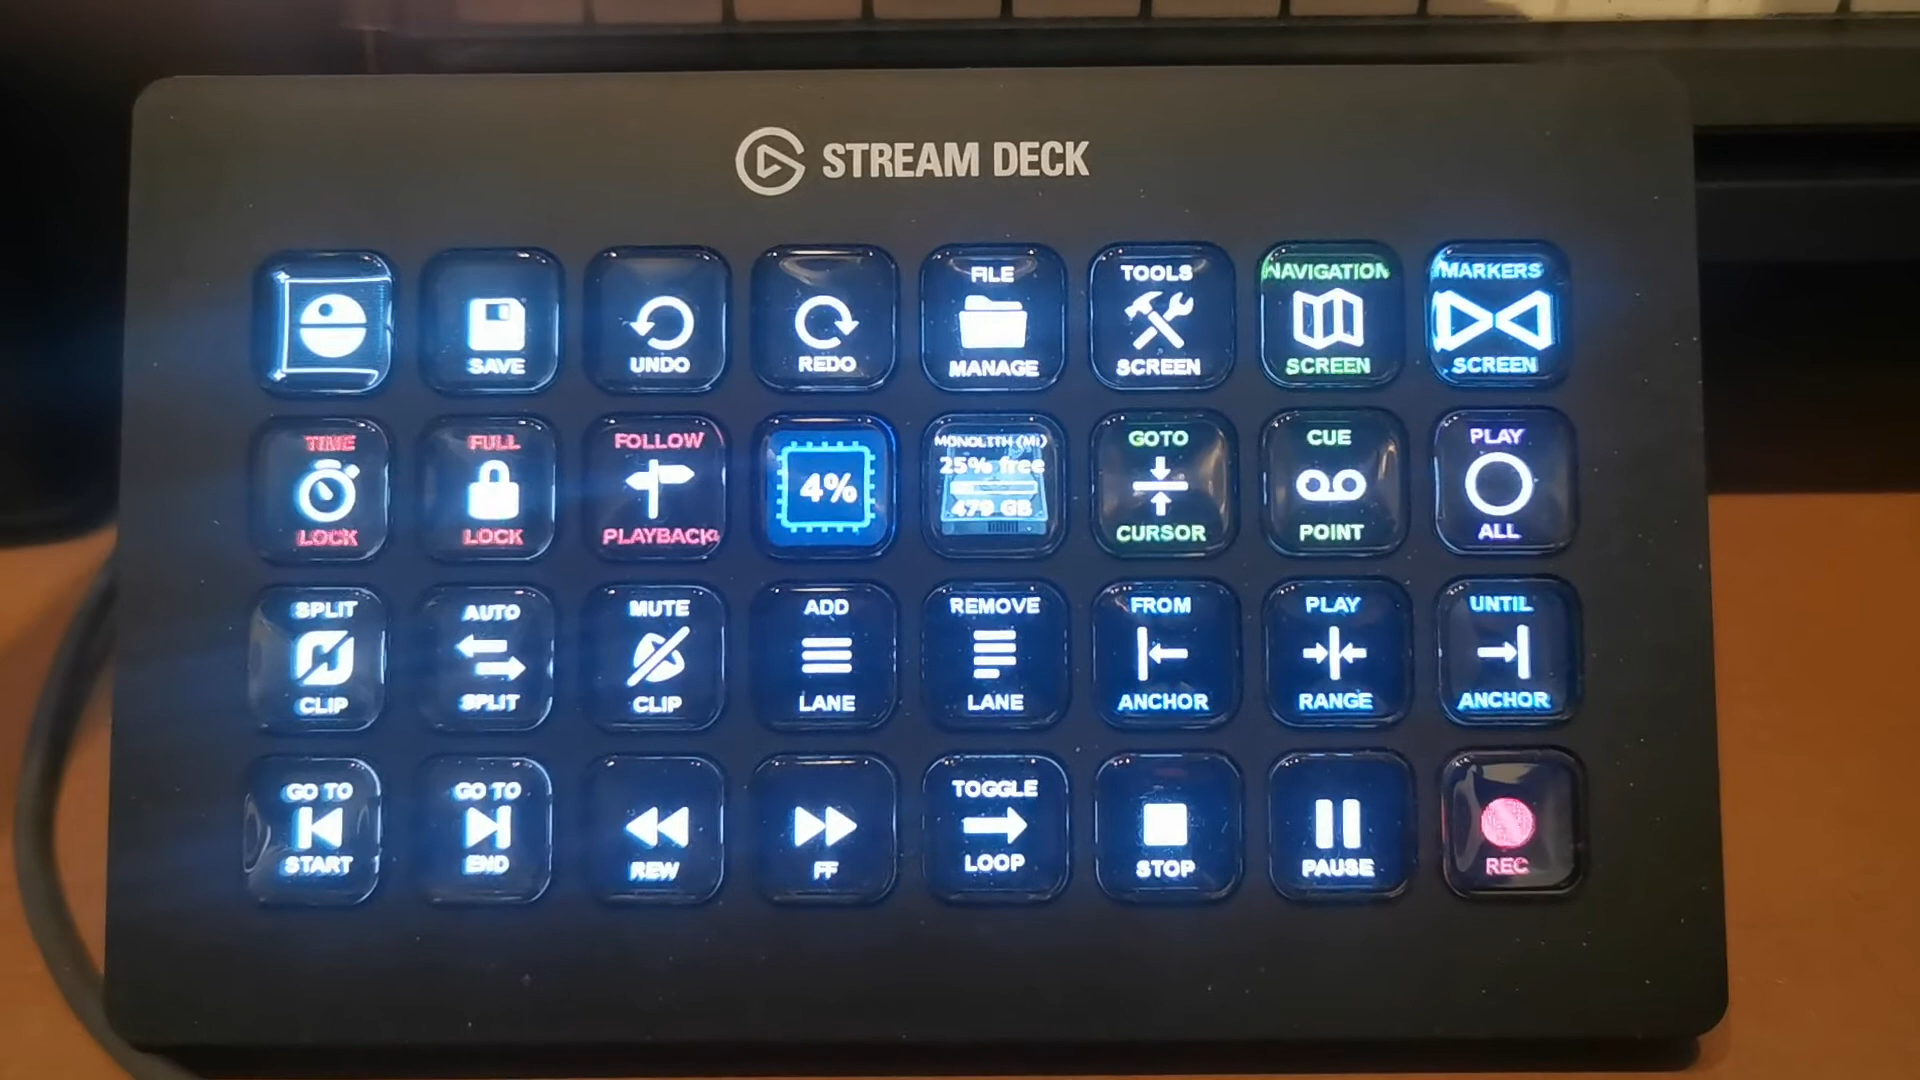 STREAM DECK
SAVE
UNDO
REDO
FILE
MANAGE
TOOLS
SCREEN
NAVIGATION
SCREEN
MARKERS
SCREEN
TIME
LOCK
FULL
LOCK
FOLLOW
PLAYBACK
4%
MONOLITH (M:)
25% free
479 GB
GOTO
CURSOR
CUE
POINT
PLAY
ALL
SPLIT
CLIP
AUTO
SPLIT
MUTE
CLIP
ADD
LANE
REMOVE
LANE
FROM
ANCHOR
PLAY
RANGE
UNTIL
ANCHOR
GO TO
START
GO TO
END
REW
FF
TOGGLE
LOOP
STOP
PAUSE
REC